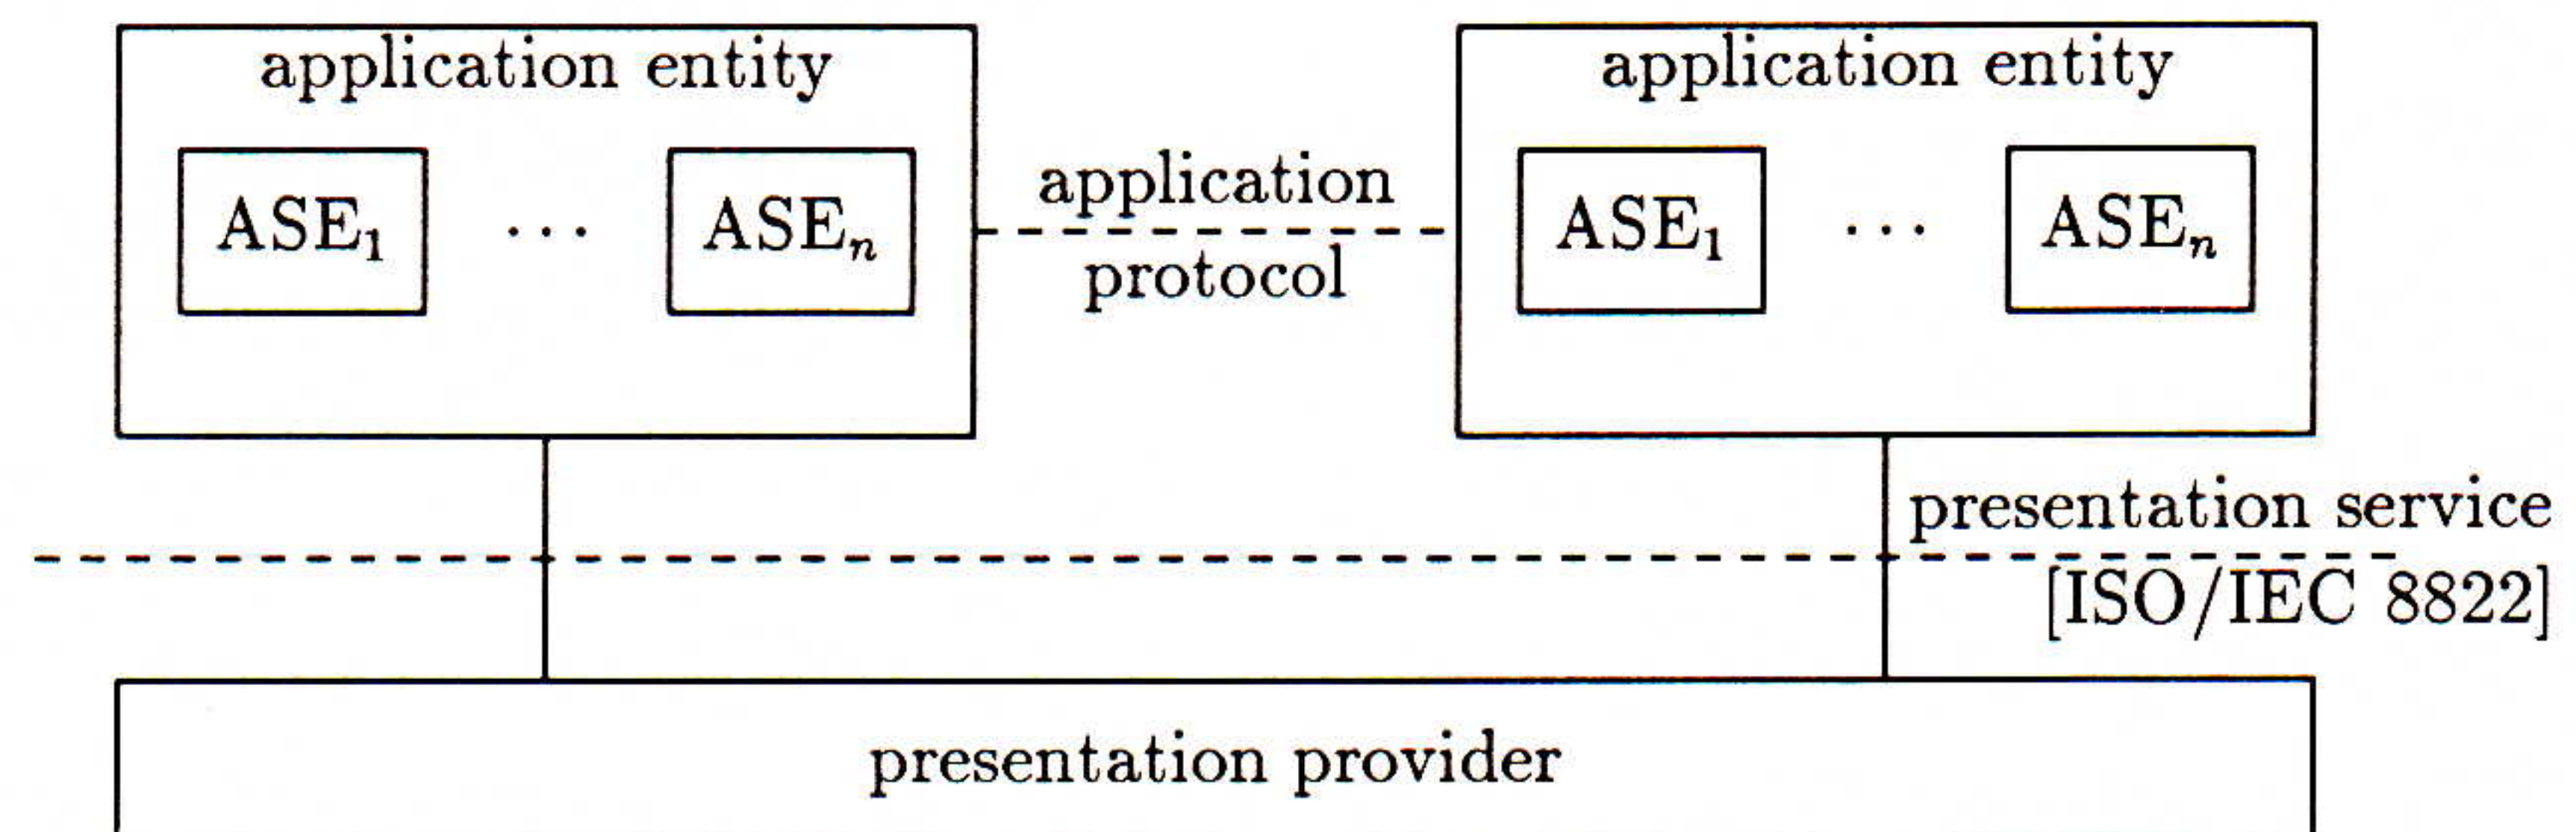 application entity
application entity
ASE₁ ... ASEₙ
application
protocol
ASE₁ ... ASEₙ
presentation service
[ISO/IEC 8822]
presentation provider